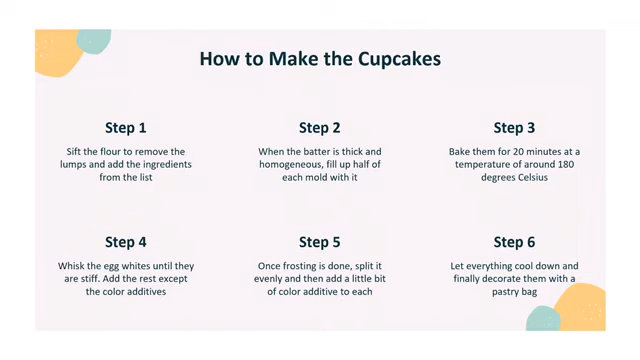 How to Make the Cupcakes
Step 1
Sift the flour to remove the
lumps and add the ingredients
from the list
Step 2
When the batter is thick and
homogeneous, fill up half of
each mold with it
Step 3
Bake them for 20 minutes at a
temperature of around 180
degrees Celsius
Step 4
Whisk the egg whites until they
are stiff. Add the rest except
the color additives
Step 5
Once frosting is done, split it
evenly and then add a little bit
of color additive to each
Step 6
Let everything cool down and
finally decorate them with a
pastry bag